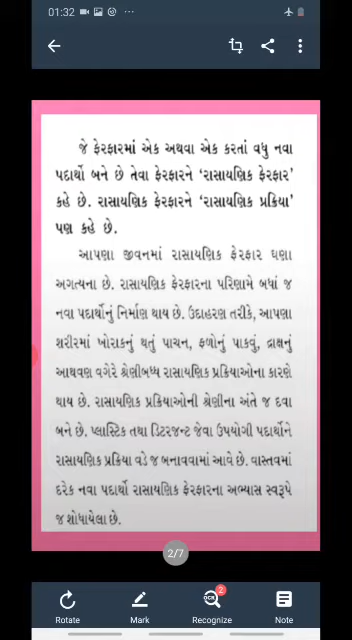 01:32
જે ફેરફારમાં એક અથવા એક કરતાં વધુ નવા
પદાર્થો બને છે તેવા ફેરફારને ‘રાસાયણિક ફેરફાર’
કહે છે. રાસાયણિક ફેરફારને ‘રાસાયણિક પ્રક્રિયા’
પણ કહે છે.
આપણા જીવનમાં રાસાયણિક ફેરફાર ઘણા
અગત્યના છે. રાસાયણિક ફેરફારના પરિણામે બધાં જ
નવા પદાર્થોનું નિર્માણ થાય છે. ઉદાહરણ તરીકે, આપણા
શરીરમાં ખોરાકનું થતું પાચન, ફળોનું પાકવું, દ્રાક્ષનું
આથવણ વગેરે શ્રેણીબધ્ધ રાસાયણિક પ્રક્રિયાઓના કારણે
થાય છે. રાસાયણિક પ્રક્રિયાઓની શ્રેણીના અંતે જ દવા
બને છે. પ્લાસ્ટિક તથા ડિટરજન્ટ જેવા ઉપયોગી પદાર્થોને
રાસાયણિક પ્રક્રિયા વડે જ બનાવવામાં આવે છે. વાસ્તવમાં
દરેક નવા પદાર્થો રાસાયણિક ફેરફારના અભ્યાસ સ્વરૂપે
જ શોધાયેલા છે.
2/7
OCR 2
Rotate Mark Recognize Note